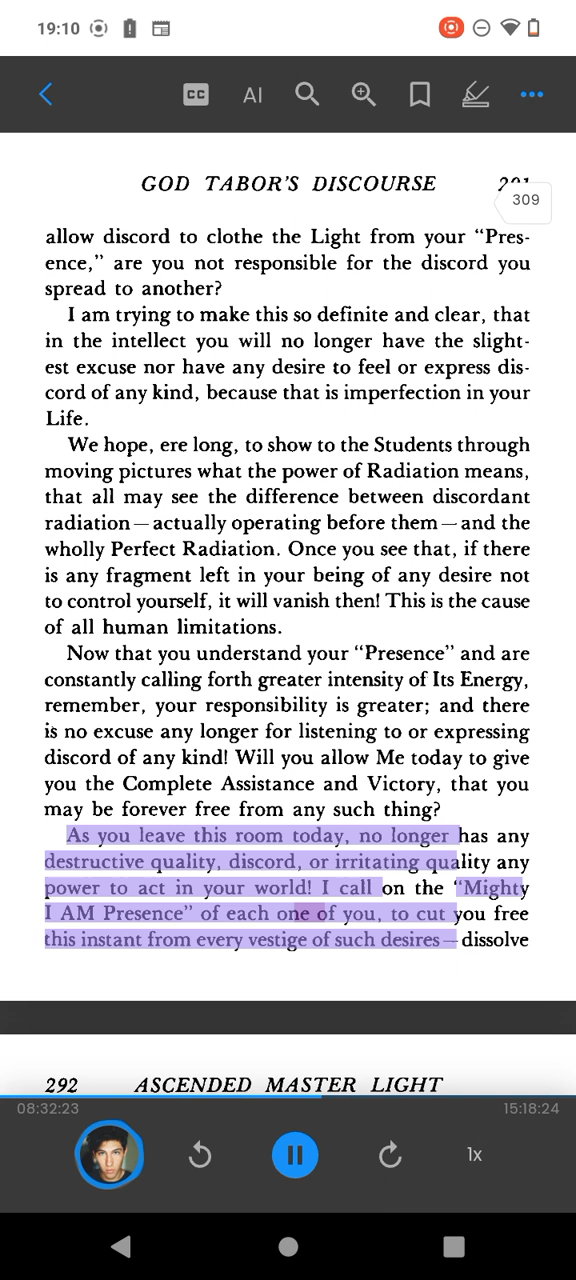 19:10
CC AI
GOD TABOR'S DISCOURSE 291
309
allow discord to clothe the Light from your “Pres-
ence,” are you not responsible for the discord you
spread to another?
I am trying to make this so definite and clear, that
in the intellect you will no longer have the slight-
est excuse nor have any desire to feel or express dis-
cord of any kind, because that is imperfection in your
Life.
We hope, ere long, to show to the Students through
moving pictures what the power of Radiation means,
that all may see the difference between discordant
radiation—actually operating before them—and the
wholly Perfect Radiation. Once you see that, if there
is any fragment left in your being of any desire not
to control yourself, it will vanish then! This is the cause
of all human limitations.
Now that you understand your “Presence” and are
constantly calling forth greater intensity of Its Energy,
remember, your responsibility is greater; and there
is no excuse any longer for listening to or expressing
discord of any kind! Will you allow Me today to give
you the Complete Assistance and Victory, that you
may be forever free from any such thing?
As you leave this room today, no longer has any
destructive quality, discord, or irritating quality any
power to act in your world! I call on the “Mighty
I AM Presence” of each one of you, to cut you free
this instant from every vestige of such desires—dissolve
292 ASCENDED MASTER LIGHT
08:32:23 15:18:24
1x